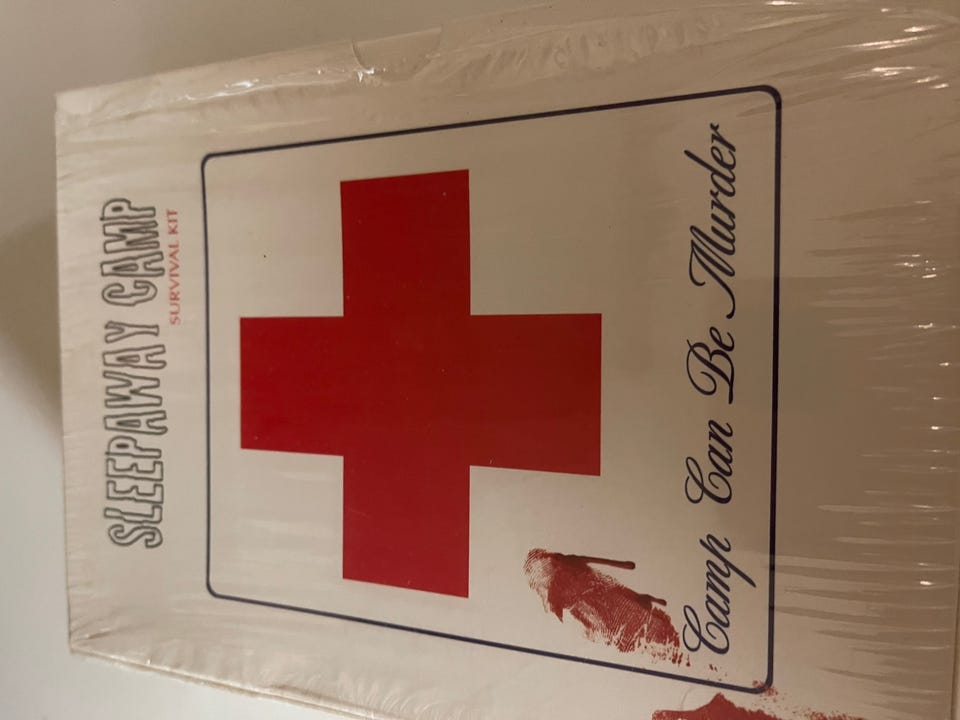 SLEEPAWAY CAMP
SURVIVAL KIT
Camp Can Be Murder